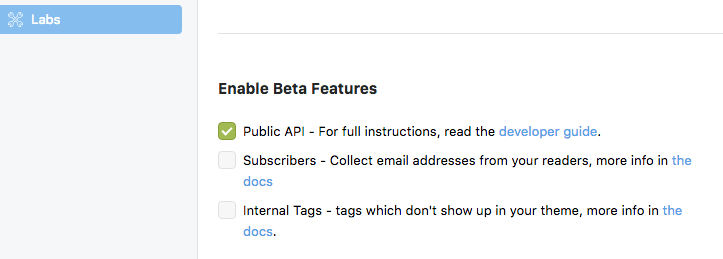 Labs
Enable Beta Features
Public API - For full instructions, read the developer guide.
Subscribers - Collect email addresses from your readers, more info in the
docs
Internal Tags - tags which don't show up in your theme, more info in the
docs.